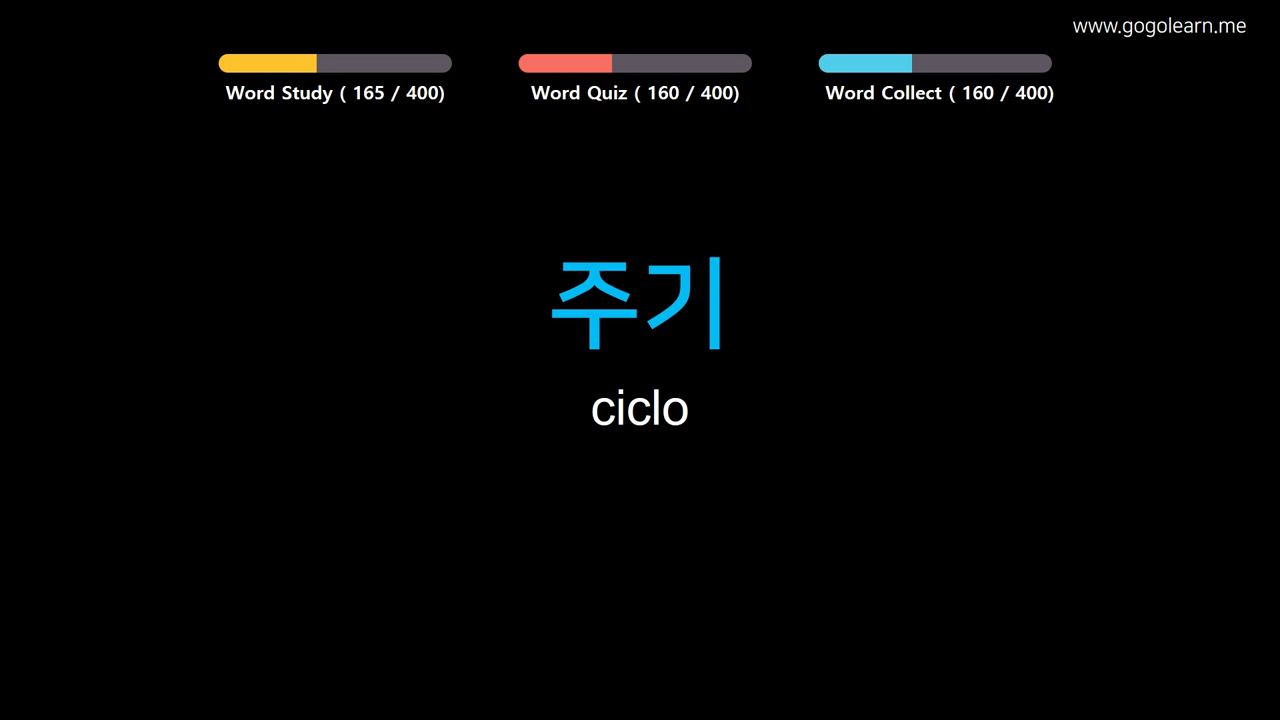 www.gogolearn.me
Word Study ( 165 / 400)
Word Quiz ( 160 / 400)
Word Collect ( 160 / 400)
주기
ciclo